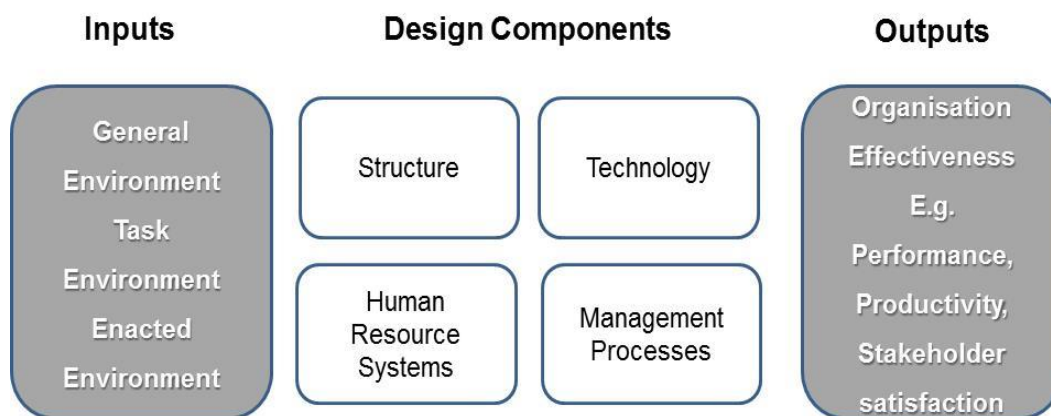 Inputs
Design Components
Outputs
General
Environment
Task
Environment
Enacted
Environment
Structure
Technology
Human
Resource
Systems
Management
Processes
Organisation
Effectiveness
E.g.
Performance,
Productivity,
Stakeholder
satisfaction